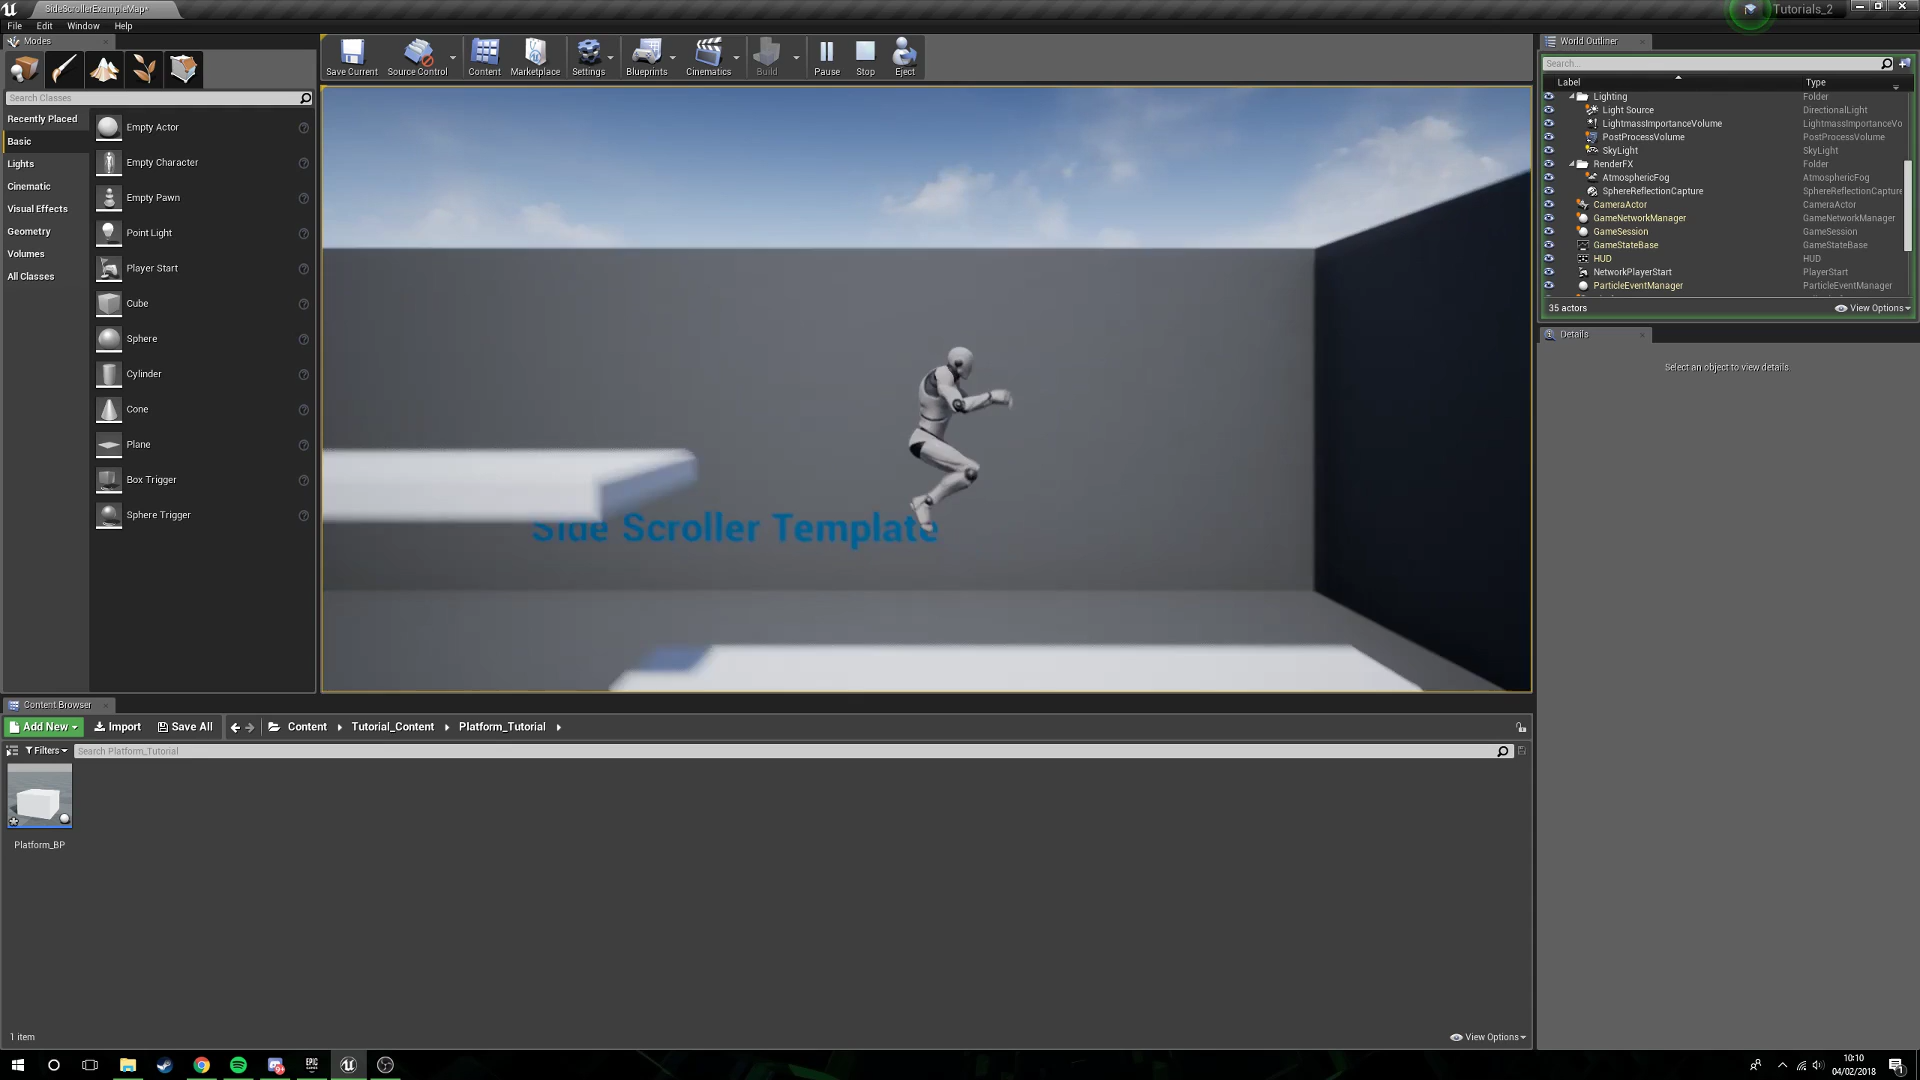 SideScrollerExampleMap*
Tutorials_2
File Edit Window Help
Modes
World Outliner
Save Current Source Control Content Marketplace Settings Blueprints Cinematics Build Pause Stop Eject
Search...
Label Type
Search Classes
Recently Placed
Basic
Lights
Cinematic
Visual Effects
Geometry
Volumes
All Classes
Empty Actor
Empty Character
Empty Pawn
Point Light
Player Start
Cube
Sphere
Cylinder
Cone
Plane
Box Trigger
Sphere Trigger
Side Scroller Template
Lighting Folder
Light Source DirectionalLight
LightmassImportanceVolume LightmassImportanceVo
PostProcessVolume PostProcessVolume
SkyLight SkyLight
RenderFX Folder
AtmosphericFog AtmosphericFog
SphereReflectionCapture SphereReflectionCapture
CameraActor CameraActor
GameNetworkManager GameNetworkManager
GameSession GameSession
GameStateBase GameStateBase
HUD HUD
NetworkPlayerStart PlayerStart
ParticleEventManager ParticleEventManager
35 actors View Options
Details
Select an object to view details
Content Browser
Add New Import Save All Content Tutorial_Content Platform_Tutorial
Filters Search Platform_Tutorial
Platform_BP
1 item View Options
10:10
04/02/2018